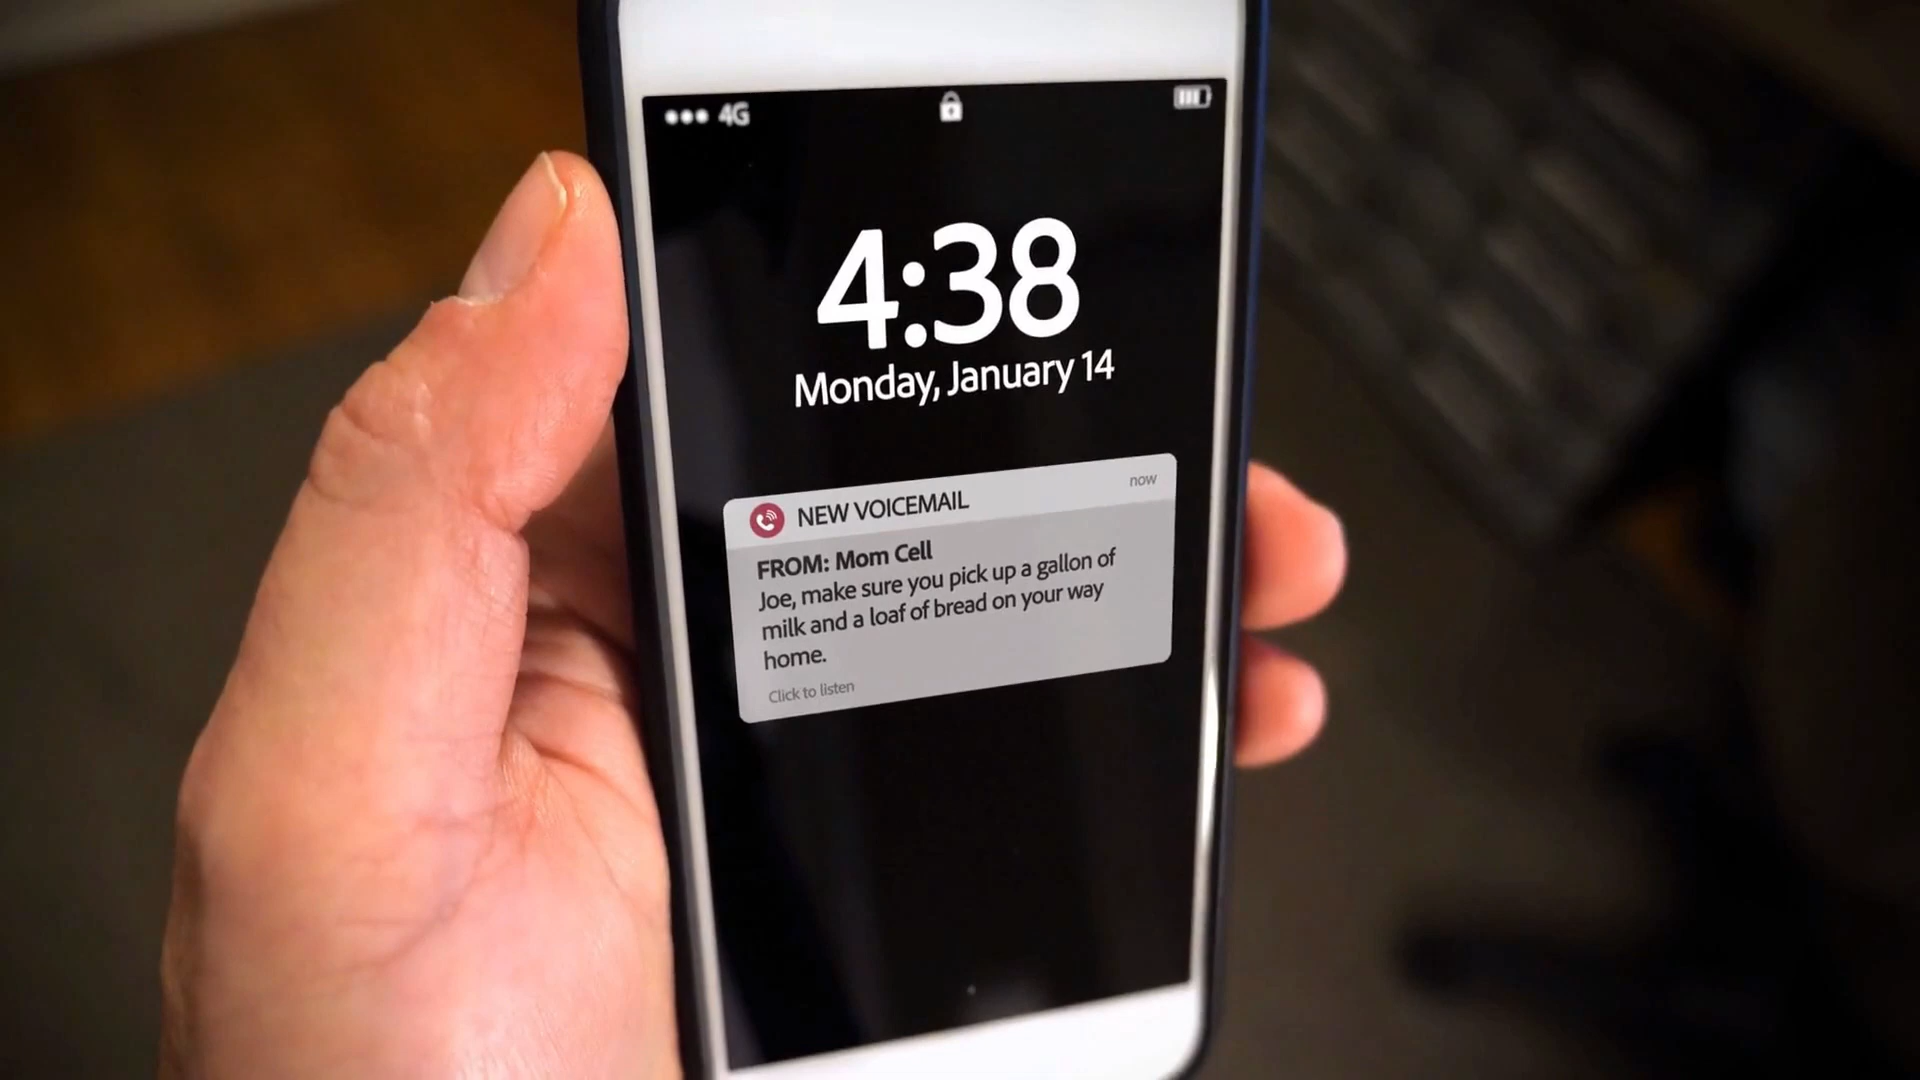 4G
4:38
Monday, January 14
NEW VOICEMAIL
now
FROM: Mom Cell
Joe, make sure you pick up a gallon of
milk and a loaf of bread on your way
home.
Click to listen